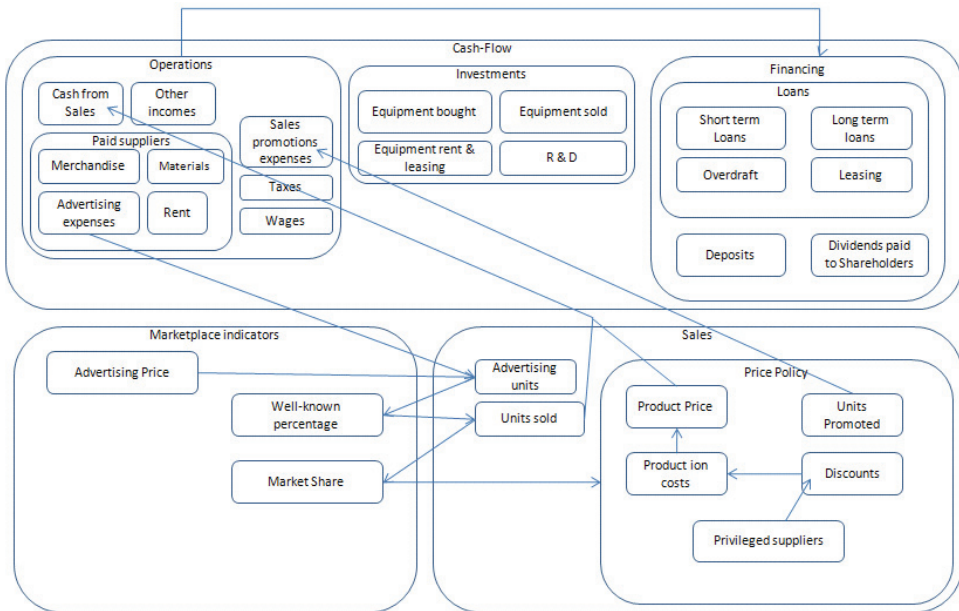 Cash-Flow
Operations
Cash from
Sales
Other
incomes
Paid suppliers
Merchandise
Materials
Advertising
expenses
Rent
Sales
promotions
expenses
Taxes
Wages
Investments
Equipment bought
Equipment sold
Equipment rent &
leasing
R & D
Financing
Loans
Short term
Loans
Long term
loans
Overdraft
Leasing
Deposits
Dividends paid
to Shareholders
Marketplace indicators
Advertising Price
Well-known
percentage
Market Share
Sales
Advertising
units
Units sold
Price Policy
Product Price
Units
Promoted
Product ion
costs
Discounts
Privileged suppliers